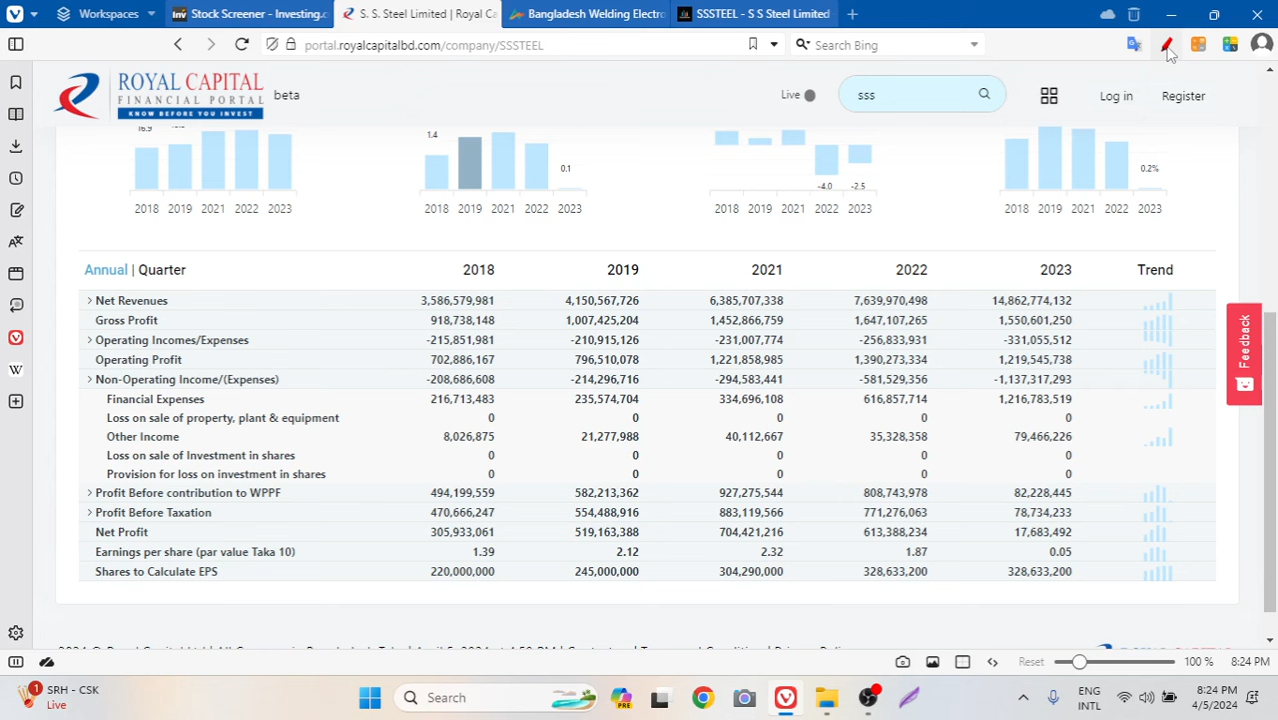 Workspaces
Stock Screener - Investing.c
S. S. Steel Limited | Royal Ca
Bangladesh Welding Electro
SSSTEEL - S S Steel Limited
portal.royalcapitalbd.com/company/SSSTEEL
Search Bing
ROYAL CAPITAL
FINANCIAL PORTAL
KNOW BEFORE YOU INVEST
beta
Live
sss
Log in
Register
16.9
1.4
0.1
-4.0
-2.5
0.2%
2018 2019 2021 2022 2023
2018 2019 2021 2022 2023
2018 2019 2021 2022 2023
2018 2019 2021 2022 2023
Annual | Quarter 2018 2019 2021 2022 2023 Trend
Net Revenues 3,586,579,981 4,150,567,726 6,385,707,338 7,639,970,498 14,862,774,132
Gross Profit 918,738,148 1,007,425,204 1,452,866,759 1,647,107,265 1,550,601,250
Operating Incomes/Expenses -215,851,981 -210,915,126 -231,007,774 -256,833,931 -331,055,512
Operating Profit 702,886,167 796,510,078 1,221,858,985 1,390,273,334 1,219,545,738
Non-Operating Income/(Expenses) -208,686,608 -214,296,716 -294,583,441 -581,529,356 -1,137,317,293
Financial Expenses 216,713,483 235,574,704 334,696,108 616,857,714 1,216,783,519
Loss on sale of property, plant & equipment 0 0 0 0 0
Other Income 8,026,875 21,277,988 40,112,667 35,328,358 79,466,226
Loss on sale of Investment in shares 0 0 0 0 0
Provision for loss on investment in shares 0 0 0 0 0
Profit Before contribution to WPPF 494,199,559 582,213,362 927,275,544 808,743,978 82,228,445
Profit Before Taxation 470,666,247 554,488,916 883,119,566 771,276,063 78,734,233
Net Profit 305,933,061 519,163,388 704,421,216 613,388,234 17,683,492
Earnings per share (par value Taka 10) 1.39 2.12 2.32 1.87 0.05
Shares to Calculate EPS 220,000,000 245,000,000 304,290,000 328,633,200 328,633,200
Feedback
Reset
100 %
8:24 PM
1
SRH - CSK
Live
Search
PRE
ENG
INTL
8:24 PM
4/5/2024